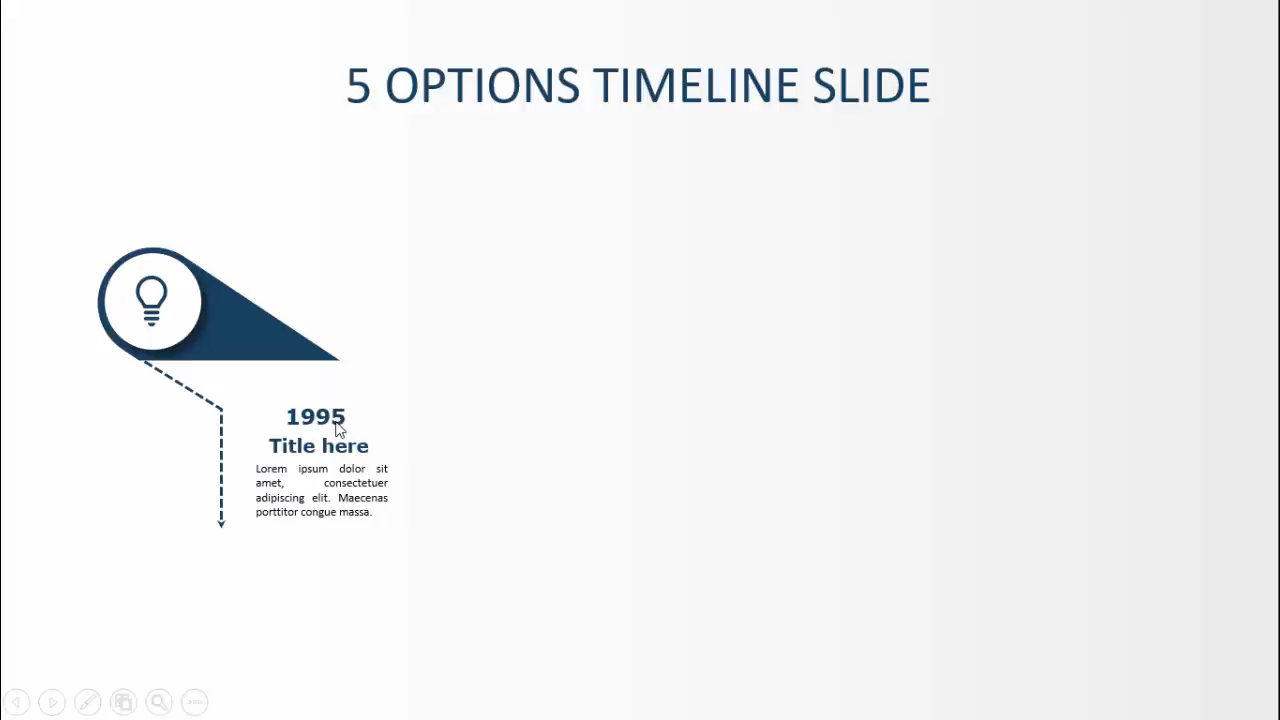 5 OPTIONS TIMELINE SLIDE
1995
Title here
Lorem ipsum dolor sit
amet, consectetuer
adipiscing elit. Maecenas
porttitor congue massa.